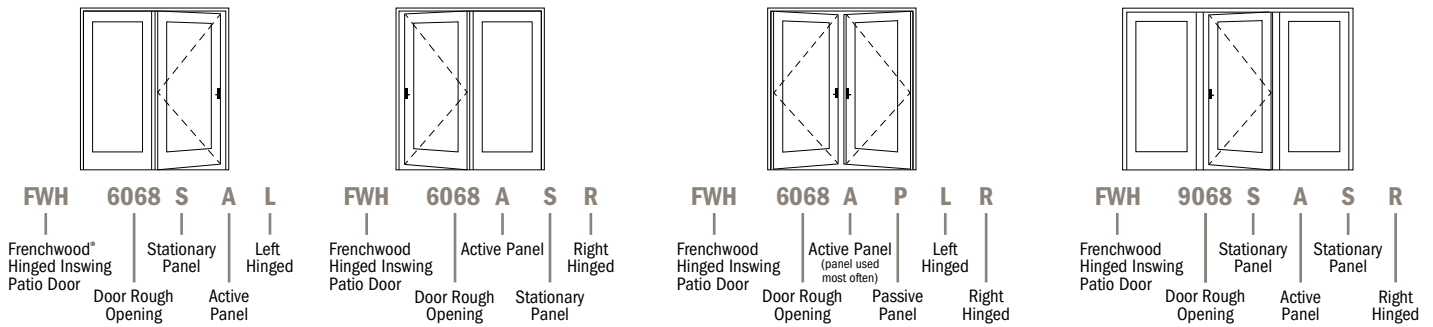 FWH 6068 S A L
Frenchwood®
Hinged Inswing
Patio Door
Door Rough
Opening
Stationary
Panel
Active
Panel
Left
Hinged
FWH 6068 A S R
Frenchwood
Hinged Inswing
Patio Door
Door Rough
Opening
Active Panel
Stationary
Panel
Right
Hinged
FWH 6068 A P L R
Frenchwood
Hinged Inswing
Patio Door
Door Rough
Opening
Active Panel
(panel used
most often)
Passive
Panel
Left
Hinged
Right
Hinged
FWH 9068 S A S R
Frenchwood
Hinged Inswing
Patio Door
Door Rough
Opening
Stationary
Panel
Active
Panel
Stationary
Panel
Right
Hinged